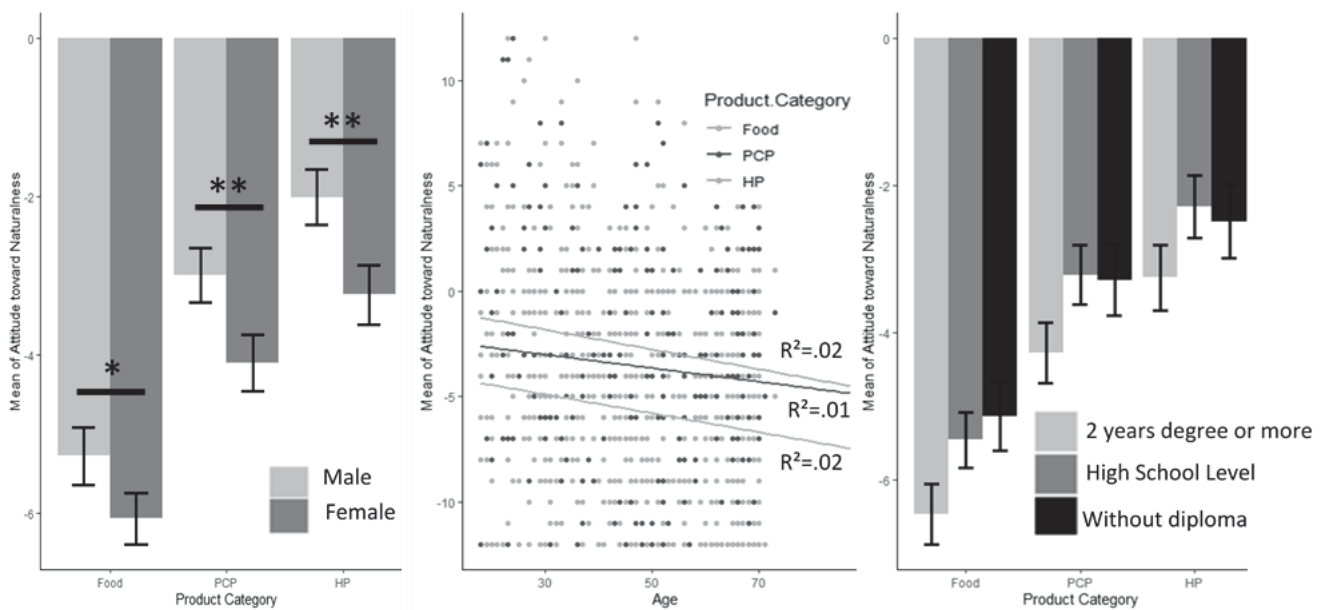 Mean of Attitude toward Naturalness
0
-2
-4
-6
*
**
**
Male
Female
Food
PCP
HP
Product Category
Mean of Attitude toward Naturalness
10
5
0
-5
-10
Product.Category
Food
PCP
HP
R²=.02
R²=.01
R²=.02
30
50
70
Age
Mean of Attitude toward Naturalness
0
-2
-4
-6
2 years degree or more
High School Level
Without diploma
Food
PCP
HP
Product Category